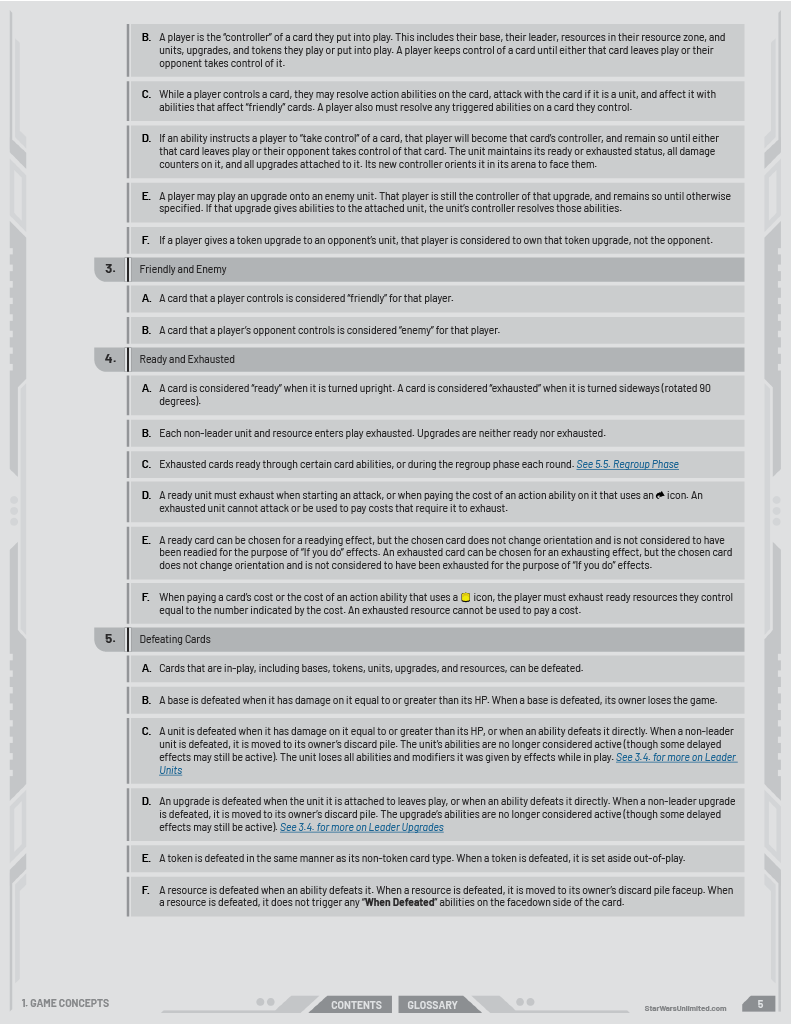 B. A player is the “controller” of a card they put into play. This includes their base, their leader, resources in their resource zone, and
units, upgrades, and tokens they play or put into play. A player keeps control of a card until either that card leaves play or their
opponent takes control of it.
C. While a player controls a card, they may resolve action abilities on the card, attack with the card if it is a unit, and affect it with
abilities that affect “friendly” cards. A player also must resolve any triggered abilities on a card they control.
D. If an ability instructs a player to “take control” of a card, that player will become that card’s controller, and remain so until either
that card leaves play or their opponent takes control of that card. The unit maintains its ready or exhausted status, all damage
counters on it, and all upgrades attached to it. Its new controller orients it in its arena to face them.
E. A player may play an upgrade onto an enemy unit. That player is still the controller of that upgrade, and remains so until otherwise
specified. If that upgrade gives abilities to the attached unit, the unit’s controller resolves those abilities.
F. If a player gives a token upgrade to an opponent’s unit, that player is considered to own that token upgrade, not the opponent.
3. Friendly and Enemy
A. A card that a player controls is considered “friendly” for that player.
B. A card that a player’s opponent controls is considered “enemy” for that player.
4. Ready and Exhausted
A. A card is considered “ready” when it is turned upright. A card is considered “exhausted” when it is turned sideways (rotated 90
degrees).
B. Each non-leader unit and resource enters play exhausted. Upgrades are neither ready nor exhausted.
C. Exhausted cards ready through certain card abilities, or during the regroup phase each round. See 5.5. Regroup Phase
D. A ready unit must exhaust when starting an attack, or when paying the cost of an action ability on it that uses an icon. An
exhausted unit cannot attack or be used to pay costs that require it to exhaust.
E. A ready card can be chosen for a readying effect, but the chosen card does not change orientation and is not considered to have
been readied for the purpose of “If you do” effects. An exhausted card can be chosen for an exhausting effect, but the chosen card
does not change orientation and is not considered to have been exhausted for the purpose of “If you do” effects.
F. When paying a card’s cost or the cost of an action ability that uses a icon, the player must exhaust ready resources they control
equal to the number indicated by the cost. An exhausted resource cannot be used to pay a cost.
5. Defeating Cards
A. Cards that are in-play, including bases, tokens, units, upgrades, and resources, can be defeated.
B. A base is defeated when it has damage on it equal to or greater than its HP. When a base is defeated, its owner loses the game.
C. A unit is defeated when it has damage on it equal to or greater than its HP, or when an ability defeats it directly. When a non-leader
unit is defeated, it is moved to its owner’s discard pile. The unit’s abilities are no longer considered active (though some delayed
effects may still be active). The unit loses all abilities and modifiers it was given by effects while in play. See 3.4. for more on Leader
Units
D. An upgrade is defeated when the unit it is attached to leaves play, or when an ability defeats it directly. When a non-leader upgrade
is defeated, it is moved to its owner’s discard pile. The upgrade’s abilities are no longer considered active (though some delayed
effects may still be active). See 3.4. for more on Leader Upgrades
E. A token is defeated in the same manner as its non-token card type. When a token is defeated, it is set aside out-of-play.
F. A resource is defeated when an ability defeats it. When a resource is defeated, it is moved to its owner’s discard pile faceup. When
a resource is defeated, it does not trigger any “When Defeated” abilities on the facedown side of the card.
1. GAME CONCEPTS
CONTENTS
GLOSSARY
StarWarsUnlimited.com
5